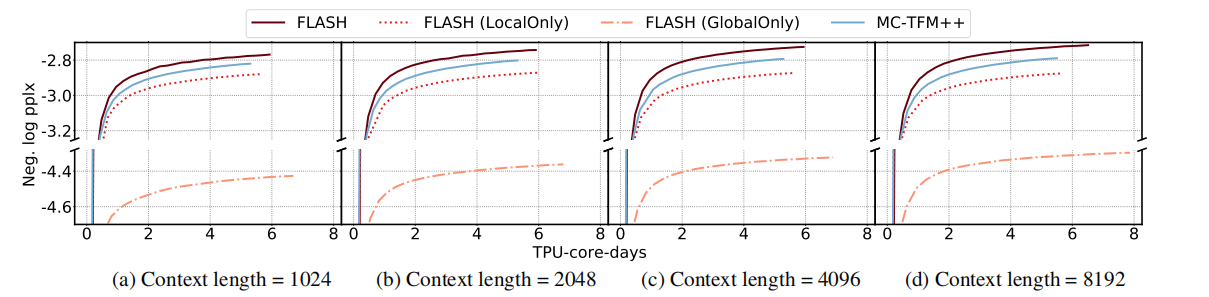 FLASH FLASH (LocalOnly) FLASH (GlobalOnly) MC-TFM++
Neg. log pplx
-2.8
-3.0
-3.2
-4.4
-4.6
0 2 4 6 8 0 2 4 6 8 0 2 4 6 8 0 2 4 6 8
TPU-core-days
(a) Context length = 1024 (b) Context length = 2048 (c) Context length = 4096 (d) Context length = 8192